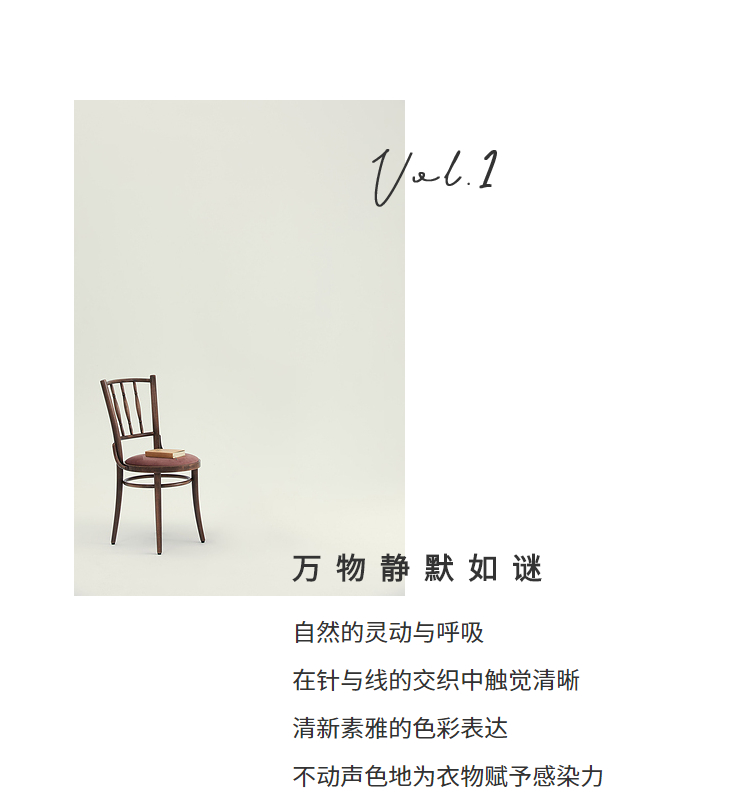 Vol.1
万物静默如谜
自然的灵动与呼吸
在针与线的交织中触觉清晰
清新素雅的色彩表达
不动声色地为衣物赋予感染力